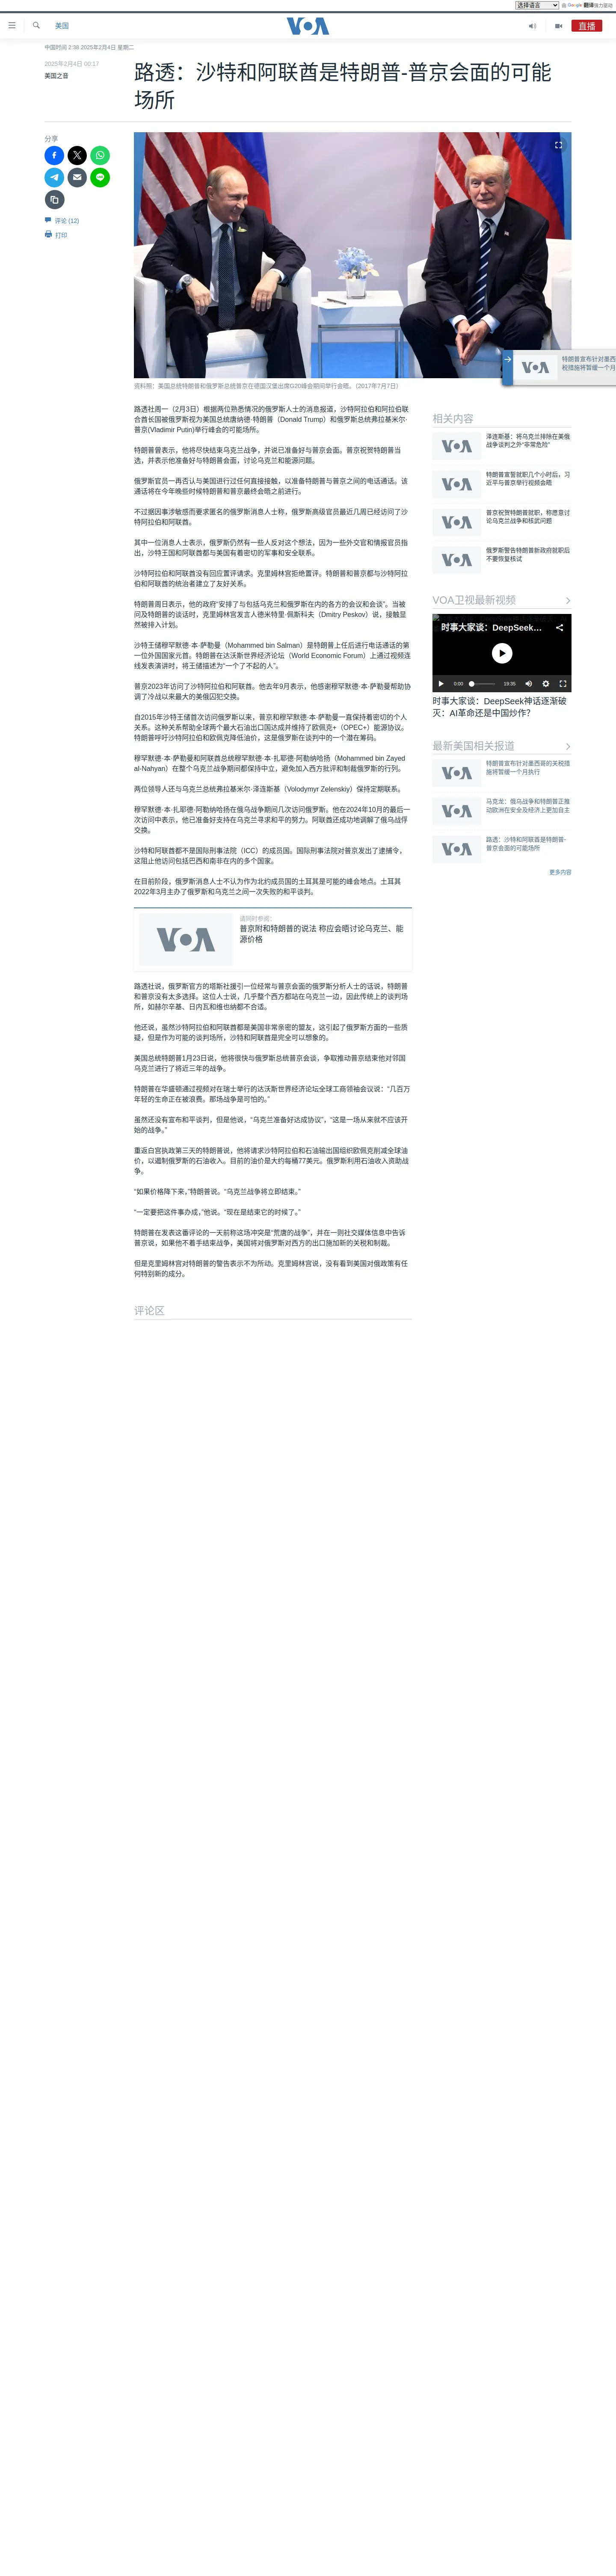 选择语言
由 Google 翻译强力驱动
美国
VOA
直播
中国时间 2:38 2025年2月4日 星期二
2025年2月4日 00:17
美国之音
路透：沙特和阿联酋是特朗普-普京会面的可能
场所
分享
评论 (12)
打印
资料照：美国总统特朗普和俄罗斯总统普京在德国汉堡出席G20峰会期间举行会晤。（2017年7月7日）
VOA
特朗普宣布针对墨西
税措施将暂缓一个月
路透社周一（2月3日）根据两位熟悉情况的俄罗斯人士的消息报道，沙特阿拉伯和阿拉伯联
合酋长国被俄罗斯视为美国总统唐纳德·特朗普（Donald Trump）和俄罗斯总统弗拉基米尔·
普京(Vladimir Putin)举行峰会的可能场所。
特朗普曾表示，他将尽快结束乌克兰战争，并说已准备好与普京会面。普京祝贺特朗普当
选，并表示他准备好与特朗普会面，讨论乌克兰和能源问题。
俄罗斯官员一再否认与美国进行过任何直接接触，以准备特朗普与普京之间的电话通话。该
通话将在今年晚些时候特朗普和普京最终会晤之前进行。
不过据因事涉敏感而要求匿名的俄罗斯消息人士称，俄罗斯高级官员最近几周已经访问了沙
特阿拉伯和阿联酋。
其中一位消息人士表示，俄罗斯仍然有一些人反对这个想法，因为一些外交官和情报官员指
出，沙特王国和阿联酋都与美国有着密切的军事和安全联系。
沙特阿拉伯和阿联酋没有回应置评请求。克里姆林宫拒绝置评。特朗普和普京都与沙特阿拉
伯和阿联酋的统治者建立了友好关系。
特朗普周日表示，他的政府“安排了与包括乌克兰和俄罗斯在内的各方的会议和会谈”。当被
问及特朗普的谈话时，克里姆林宫发言人德米特里·佩斯科夫（Dmitry Peskov）说，接触显
然被排入计划。
沙特王储穆罕默德·本·萨勒曼（Mohammed bin Salman）是特朗普上任后进行电话通话的第
一位外国国家元首。特朗普在达沃斯世界经济论坛（World Economic Forum）上通过视频连
线发表演讲时，将王储描述为“一个了不起的人”。
普京2023年访问了沙特阿拉伯和阿联酋。他去年9月表示，他感谢穆罕默德·本·萨勒曼帮助协
调了冷战以来最大的美俄囚犯交换。
自2015年沙特王储首次访问俄罗斯以来，普京和穆罕默德·本·萨勒曼一直保持着密切的个人
关系。这种关系帮助全球两个最大石油出口国达成并维持了欧佩克+（OPEC+）能源协议。
特朗普呼吁沙特阿拉伯和欧佩克降低油价，这是俄罗斯在谈判中的一个潜在筹码。
穆罕默德·本·萨勒曼和阿联酋总统穆罕默德·本·扎耶德·阿勒纳哈扬（Mohammed bin Zayed
al-Nahyan）在整个乌克兰战争期间都保持中立，避免加入西方批评和制裁俄罗斯的行列。
两位领导人还与乌克兰总统弗拉基米尔·泽连斯基（Volodymyr Zelenskiy）保持定期联系。
穆罕默德·本·扎耶德·阿勒纳哈扬在俄乌战争期间几次访问俄罗斯。他在2024年10月的最后一
次访问中表示，他已准备好支持在乌克兰寻求和平的努力。阿联酋还成功地调解了俄乌战俘
交换。
沙特和阿联酋都不是国际刑事法院（ICC）的成员国。国际刑事法院对普京发出了逮捕令，
这阻止他访问包括巴西和南非在内的多个国家。
在目前阶段，俄罗斯消息人士不认为作为北约成员国的土耳其是可能的峰会地点。土耳其
2022年3月主办了俄罗斯和乌克兰之间一次失败的和平谈判。
VOA
请同时参阅：
普京附和特朗普的说法 称应会晤讨论乌克兰、能
源价格
路透社说，俄罗斯官方的塔斯社援引一位经常与普京会面的俄罗斯分析人士的话说，特朗普
和普京没有太多选择。这位人士说，几乎整个西方都站在乌克兰一边，因此传统上的谈判场
所，如赫尔辛基、日内瓦和维也纳都不合适。
他还说，虽然沙特阿拉伯和阿联酋都是美国非常亲密的盟友，这引起了俄罗斯方面的一些质
疑，但是作为可能的谈判场所，沙特和阿联酋是完全可以想象的。
美国总统特朗普1月23日说，他将很快与俄罗斯总统普京会谈，争取推动普京结束他对邻国
乌克兰进行了将近三年的战争。
特朗普在华盛顿通过视频对在瑞士举行的达沃斯世界经济论坛全球工商领袖会议说：“几百万
年轻的生命正在被浪费。那场战争是可怕的。”
虽然还没有宣布和平谈判，但是他说，“乌克兰准备好达成协议”，“这是一场从来就不应该开
始的战争。”
重返白宫执政第三天的特朗普说，他将请求沙特阿拉伯和石油输出国组织欧佩克削减全球油
价，以遏制俄罗斯的石油收入。目前的油价是大约每桶77美元。俄罗斯利用石油收入资助战
争。
“如果价格降下来，”特朗普说。“乌克兰战争将立即结束。”
“一定要把这件事办成，”他说。“现在是结束它的时候了。”
特朗普在发表这番评论的一天前称这场冲突是“荒唐的战争”，并在一则社交媒体信息中告诉
普京说，如果他不着手结束战争，美国将对俄罗斯对西方的出口施加新的关税和制裁。
但是克里姆林宫对特朗普的警告表示不为所动。克里姆林宫说，没有看到美国对俄政策有任
何特别新的成分。
评论区
相关内容
VOA
泽连斯基：将乌克兰排除在美俄
战争谈判之外“非常危险”
VOA
特朗普宣誓就职几个小时后，习
近平与普京举行视频会晤
VOA
普京祝贺特朗普就职，称愿意讨
论乌克兰战争和核武问题
VOA
俄罗斯警告特朗普新政府就职后
不要恢复核试
VOA卫视最新视频
时事大家谈：DeepSeek…
0:00
19:35
时事大家谈：DeepSeek神话逐渐破
灭：AI革命还是中国炒作？
最新美国相关报道
VOA
特朗普宣布针对墨西哥的关税措
施将暂缓一个月执行
VOA
马克龙：俄乌战争和特朗普正推
动欧洲在安全及经济上更加自主
VOA
路透：沙特和阿联酋是特朗普-
普京会面的可能场所
更多内容